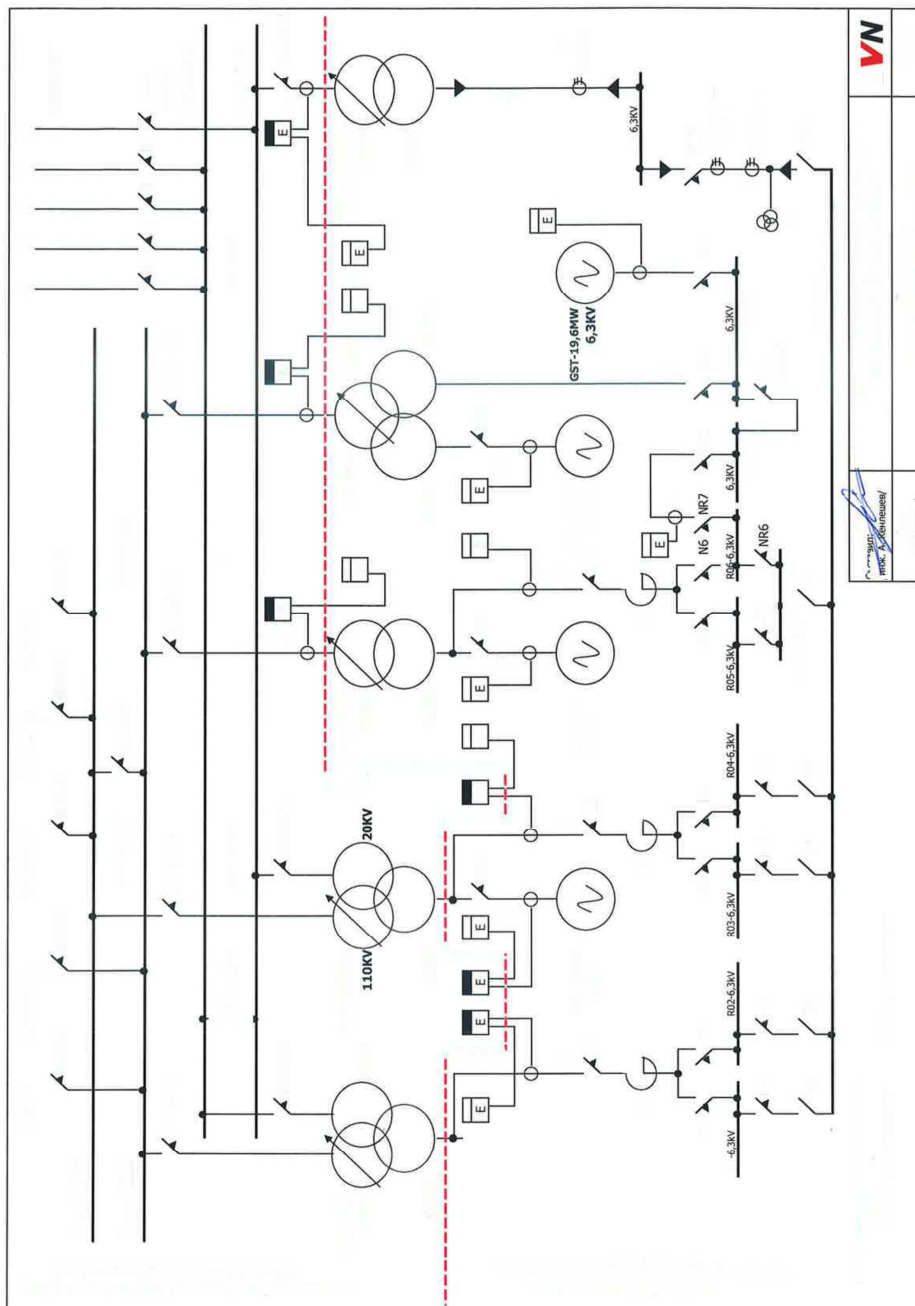 VN
E
6,3KV
E
E
GST-19,6MW
6,3KV
6,3KV
E
E
6,3KV
N6
NR7
R06-6,3KV
NR6
E
R05-6,3KV
R04-6,3kV
20KV
110KV
E
E
R03-6,3KV
E
R02-6,3KV
E
-6,3KV
инж. А.